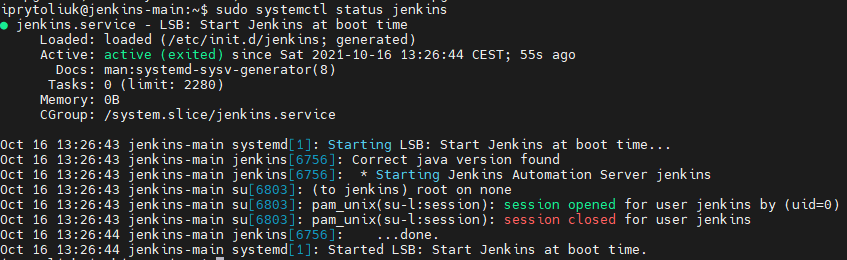 iprytoliuk@jenkins-main:~$ sudo systemctl status jenkins
● jenkins.service - LSB: Start Jenkins at boot time
     Loaded: loaded (/etc/init.d/jenkins; generated)
     Active: active (exited) since Sat 2021-10-16 13:26:44 CEST; 55s ago
       Docs: man:systemd-sysv-generator(8)
      Tasks: 0 (limit: 2280)
     Memory: 0B
     CGroup: /system.slice/jenkins.service
Oct 16 13:26:43 jenkins-main systemd[1]: Starting LSB: Start Jenkins at boot time...
Oct 16 13:26:43 jenkins-main jenkins[6756]: Correct java version found
Oct 16 13:26:43 jenkins-main jenkins[6756]:  * Starting Jenkins Automation Server jenkins
Oct 16 13:26:43 jenkins-main su[6803]: (to jenkins) root on none
Oct 16 13:26:43 jenkins-main su[6803]: pam_unix(su-l:session): session opened for user jenkins by (uid=0)
Oct 16 13:26:43 jenkins-main su[6803]: pam_unix(su-l:session): session closed for user jenkins
Oct 16 13:26:44 jenkins-main jenkins[6756]:    ...done.
Oct 16 13:26:44 jenkins-main systemd[1]: Started LSB: Start Jenkins at boot time.